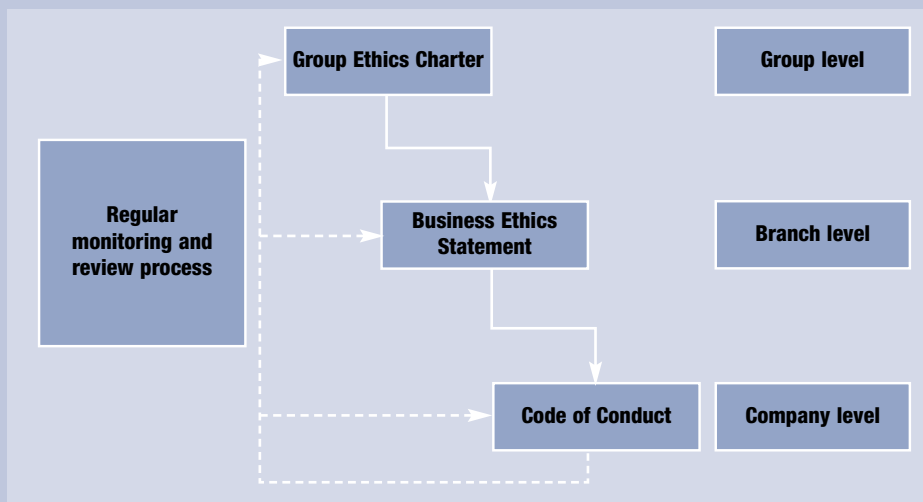 Group Ethics Charter
Group level
Regular
monitoring and
review process
Business Ethics
Statement
Branch level
Code of Conduct
Company level